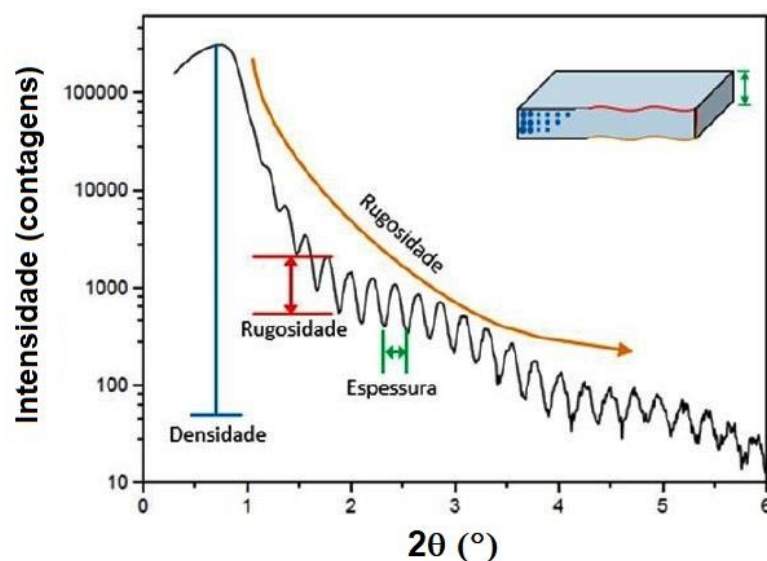 Intensidade (contagens)
100000
10000
1000
100
10
Rugosidade
Rugosidade
Espessura
Densidade
0
1
2
3
4
5
6
2θ (°)